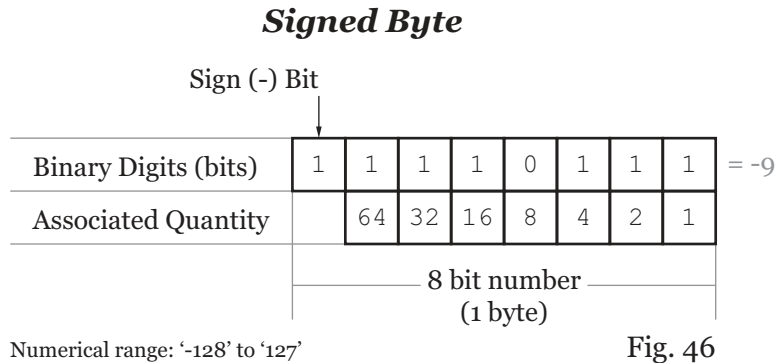 Signed Byte
Sign (-) Bit
Binary Digits (bits) 1 1 1 1 0 1 1 1 = -9
Associated Quantity 64 32 16 8 4 2 1
8 bit number
(1 byte)
Numerical range: ‘-128’ to ‘127’ Fig. 46